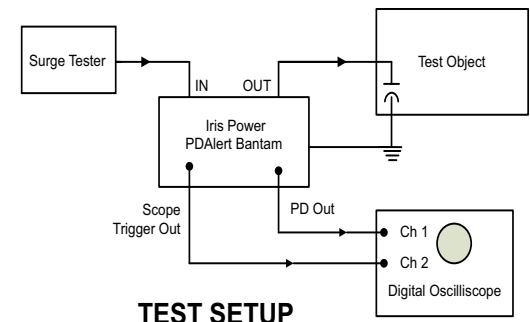 Surge Tester
IN
OUT
Test Object
Iris Power
PDAlert Bantam
Scope
Trigger Out
PD Out
Ch 1
Ch 2
Digital Oscilliscope
TEST SETUP